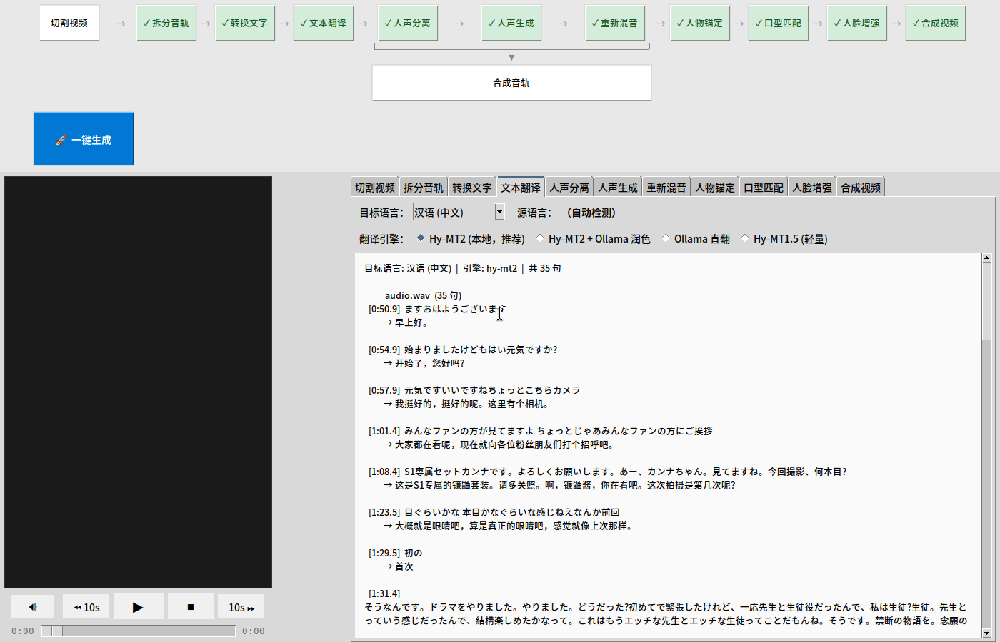 切割视频 → ✓拆分音轨 → ✓转换文字 → ✓文本翻译 → ✓人声分离 → ✓人声生成 → ✓重新混音 → ✓人物锚定 → ✓口型匹配 → ✓人脸增强 → ✓合成视频
▼
合成音轨
🚀 一键生成
切割视频 拆分音轨 转换文字 文本翻译 人声分离 人声生成 重新混音 人物锚定 口型匹配 人脸增强 合成视频
目标语言： 汉语 (中文) 源语言： （自动检测）
翻译引擎： Hy-MT2 (本地，推荐) Hy-MT2 + Ollama 润色 Ollama 直翻 Hy-MT1.5 (轻量)
目标语言: 汉语 (中文) | 引擎: hy-mt2 | 共 35 句
—— audio.wav (35 句) ——————————
[0:50.9] ますおはようございます
→ 早上好。
[0:54.9] 始まりましたけどもはい元気ですか?
→ 开始了，您好吗?
[0:57.9] 元気ですいいですねちょっとこちらカメラ
→ 我挺好的，挺好的呢。这里有个相机。
[1:01.4] みんなファンの方が見てますよ ちょっとじゃあみんなファンの方にご挨拶
→ 大家都在看呢，现在就向各位粉丝朋友们打个招呼吧。
[1:08.4] S1専属セットカンナです。よろしくお願いします。あー、カンナちゃん。見てますね。今回撮影、何本目?
→ 这是S1专属的镰鼬套装。请多关照。啊，镰鼬酱，你在看吧。这次拍摄是第几次呢?
[1:23.5] 目ぐらいかな 本目かなぐらいな感じねえなんか前回
→ 大概就是眼睛吧，算是真正的眼睛吧，感觉就像上次那样。
[1:29.5] 初の
→ 首次
[1:31.4]
そうなんです。ドラマをやりました。やりました。どうだった?初めてで緊張したけれど、一応先生と生徒役だったんで、私は生徒?生徒。先生と
っていう感じだったんで、結構楽しめたかなって。これはもうエッチな先生とエッチな生徒ってことだもんね。そうです。禁断の物語を。念願の
◂◂ 10s ▶ ■ 10s ▸▸
0:00 0:00